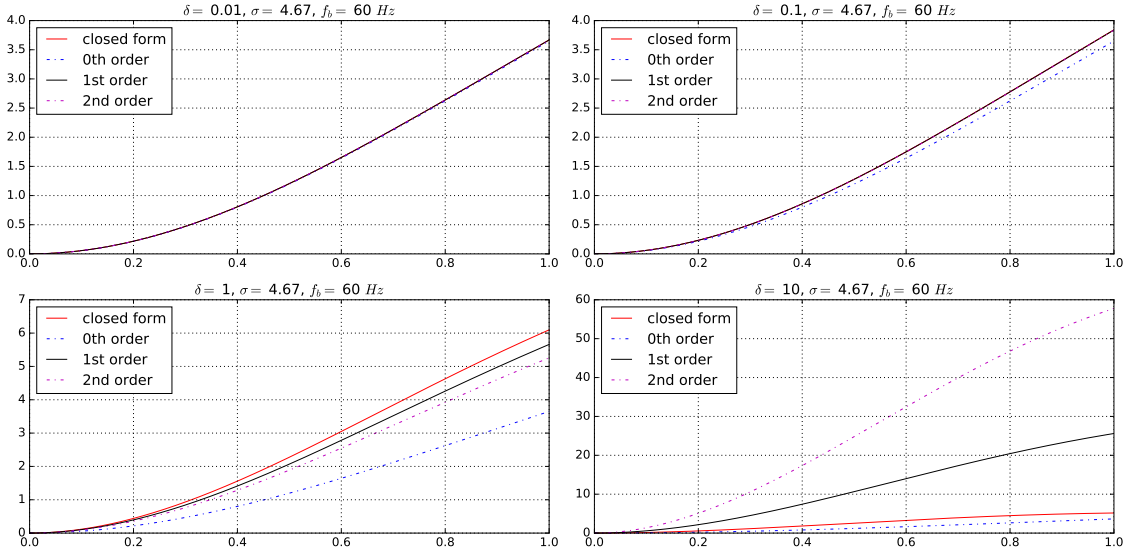 δ = 0.01, σ = 4.67, f_b = 60 Hz
4.0
3.5
3.0
2.5
2.0
1.5
1.0
0.5
0.0
closed form
0th order
1st order
2nd order
0.0 0.2 0.4 0.6 0.8 1.0
δ = 0.1, σ = 4.67, f_b = 60 Hz
4.0
3.5
3.0
2.5
2.0
1.5
1.0
0.5
0.0
closed form
0th order
1st order
2nd order
0.0 0.2 0.4 0.6 0.8 1.0
δ = 1, σ = 4.67, f_b = 60 Hz
7
6
5
4
3
2
1
0
closed form
0th order
1st order
2nd order
0.0 0.2 0.4 0.6 0.8 1.0
δ = 10, σ = 4.67, f_b = 60 Hz
60
50
40
30
20
10
0
closed form
0th order
1st order
2nd order
0.0 0.2 0.4 0.6 0.8 1.0